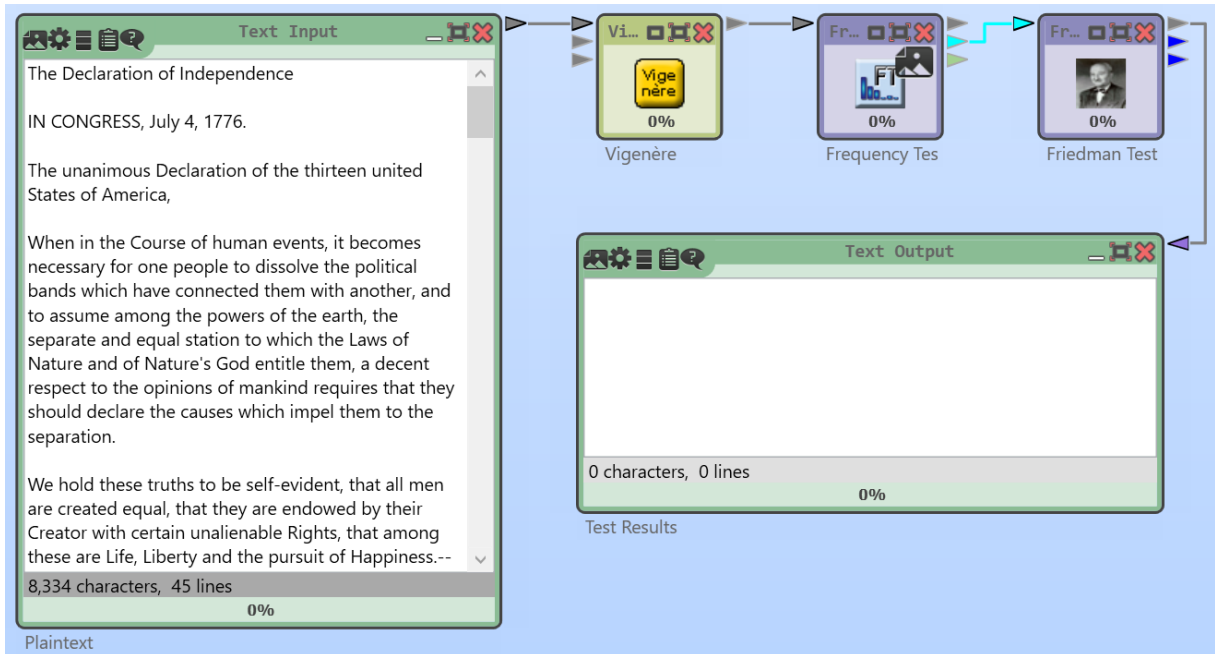 Text Input
The Declaration of Independence
IN CONGRESS, July 4, 1776.
The unanimous Declaration of the thirteen united
States of America,
When in the Course of human events, it becomes
necessary for one people to dissolve the political
bands which have connected them with another, and
to assume among the powers of the earth, the
separate and equal station to which the Laws of
Nature and of Nature's God entitle them, a decent
respect to the opinions of mankind requires that they
should declare the causes which impel them to the
separation.
We hold these truths to be self-evident, that all men
are created equal, that they are endowed by their
Creator with certain unalienable Rights, that among
these are Life, Liberty and the pursuit of Happiness.--
8,334 characters, 45 lines
0%
Plaintext
Vi...
Vige
nère
0%
Vigenère
Fr...
FT
0%
Frequency Tes
Fr...
0%
Friedman Test
Text Output
0 characters, 0 lines
0%
Test Results